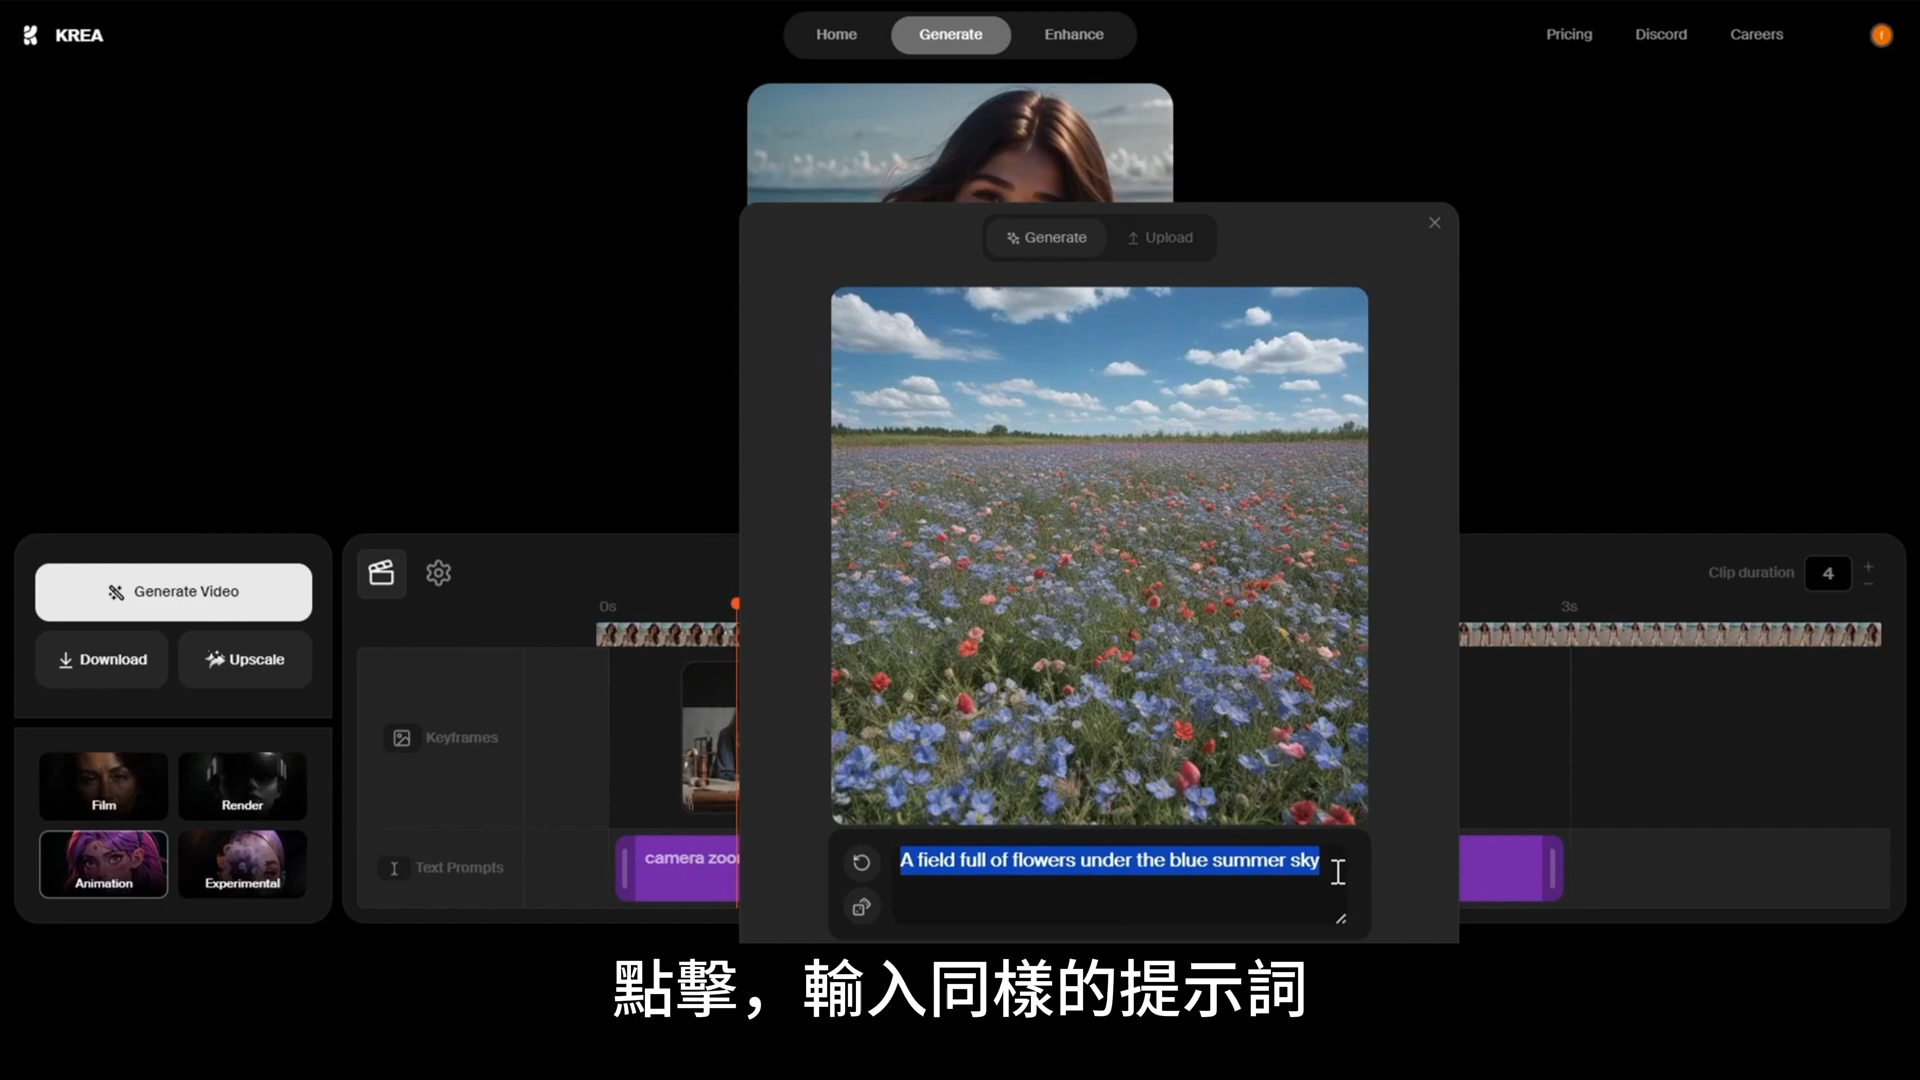 KREA
Home
Generate
Enhance
Pricing
Discord
Careers
f
Generate
Upload
Generate Video
Download
Upscale
Clip duration
4
0s
3s
Keyframes
Film
Render
Animation
Experimental
Text Prompts
camera zoo
A field full of flowers under the blue summer sky
點擊，輸入同樣的提示詞